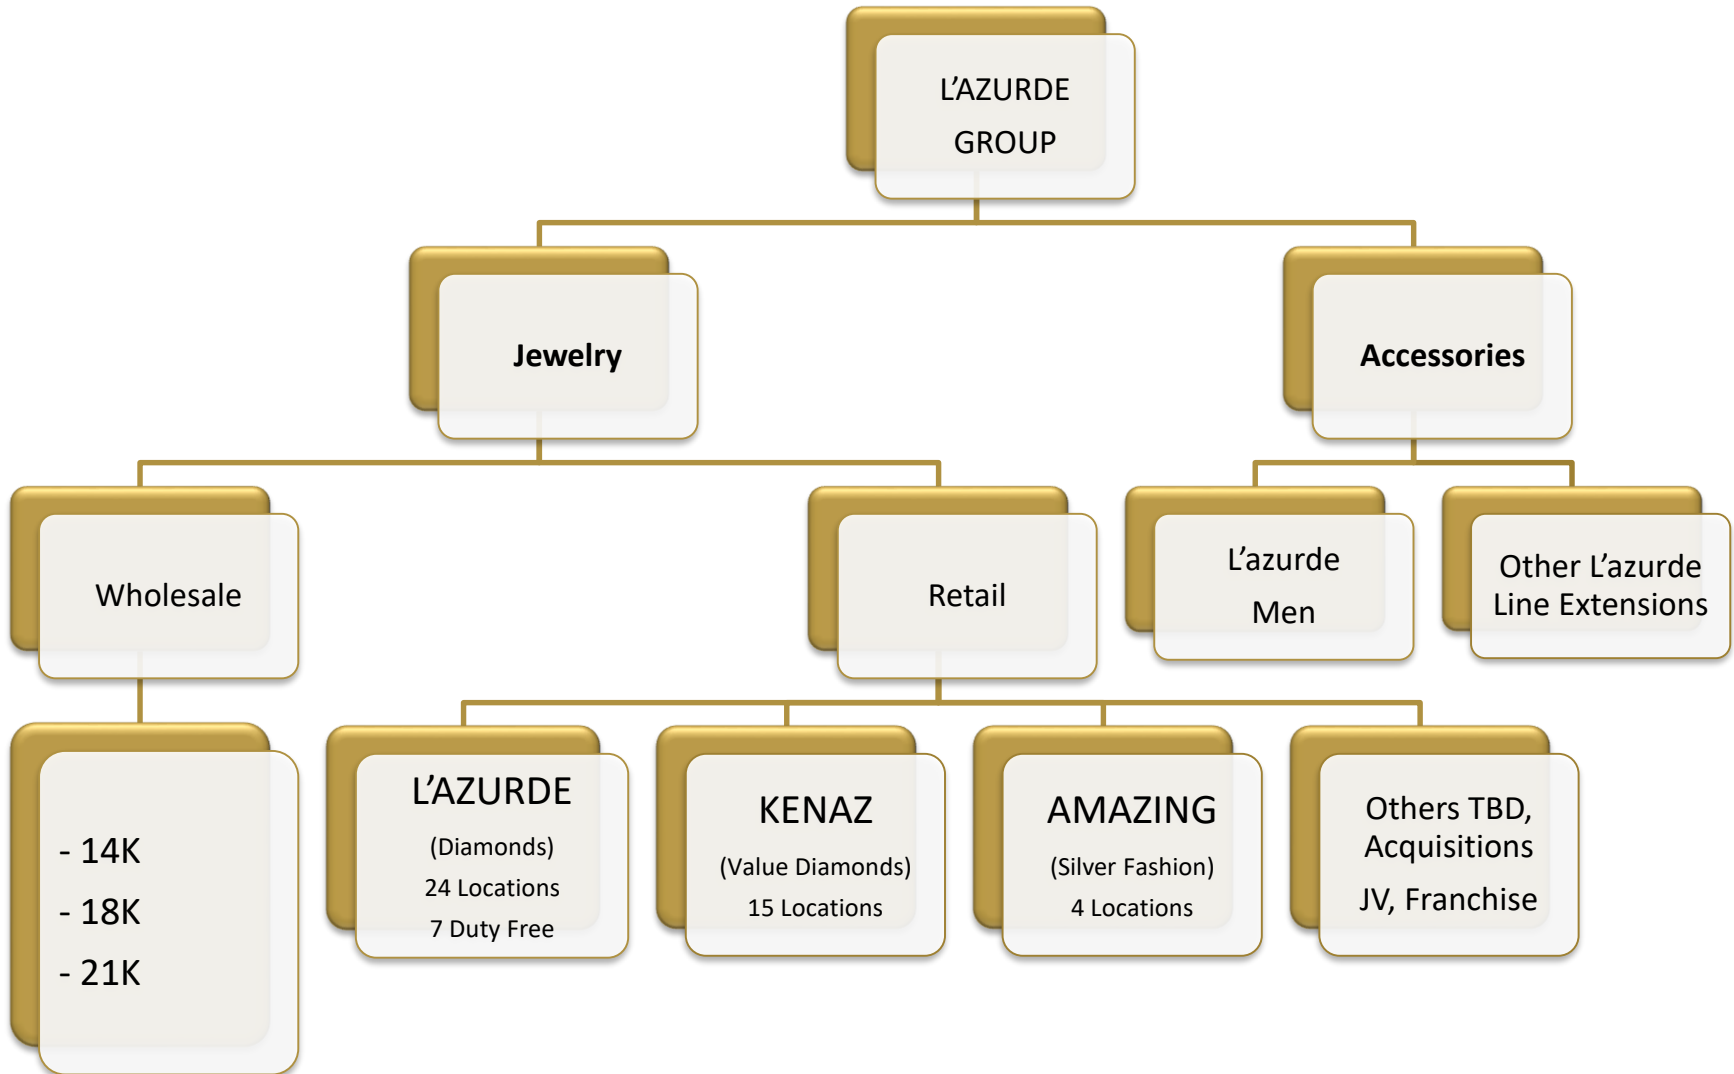 L’AZURDE
GROUP
Jewelry
Accessories
Wholesale
Retail
L’azurde
Men
Other L’azurde
Line Extensions
- 14K
- 18K
- 21K
L’AZURDE
(Diamonds)
24 Locations
7 Duty Free
KENAZ
(Value Diamonds)
15 Locations
AMAZING
(Silver Fashion)
4 Locations
Others TBD,
Acquisitions
JV, Franchise